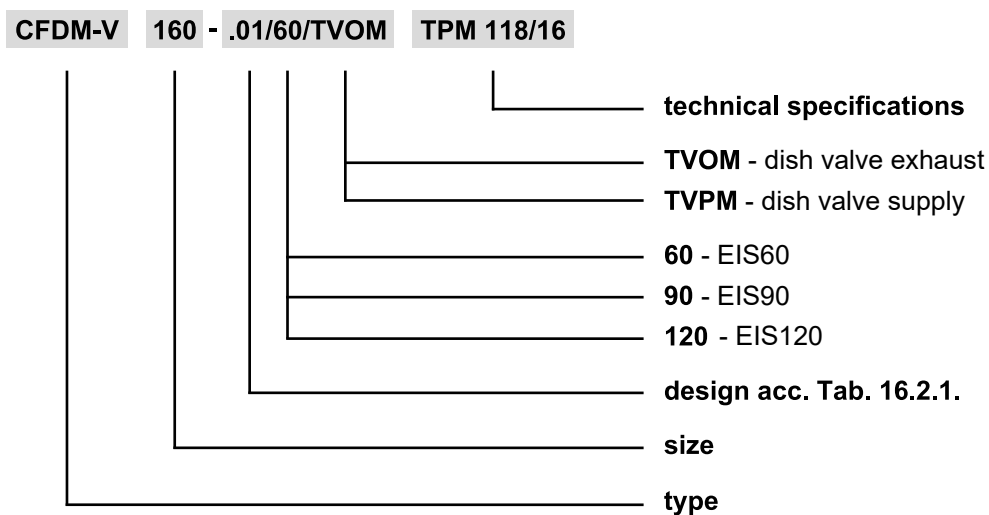 CFDM-V 160 - .01/60/TVOM TPM 118/16
technical specifications
TVOM - dish valve exhaust
TVPM - dish valve supply
60 - EIS60
90 - EIS90
120 - EIS120
design acc. Tab. 16.2.1.
size
type